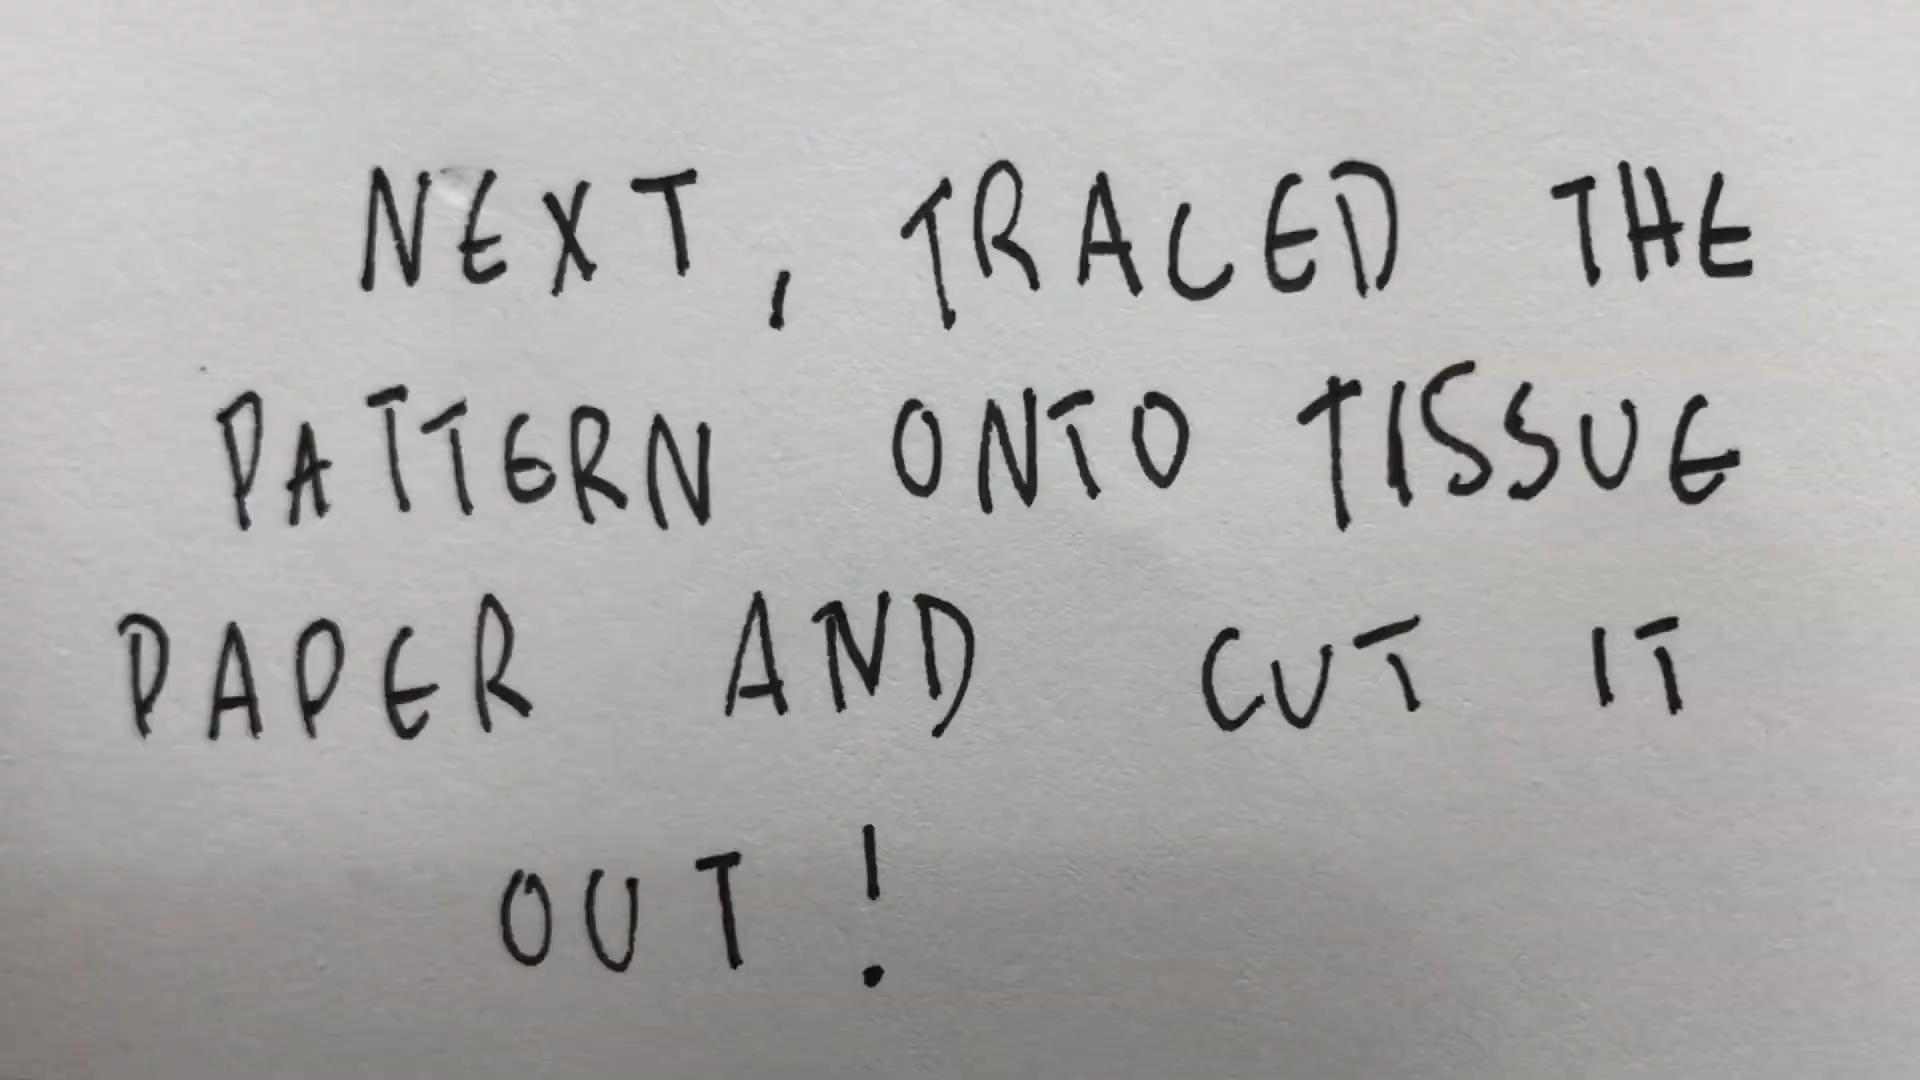 NEXT, TRACED THE
PATTERN ONTO TISSUE
PAPER AND CUT IT
OUT!